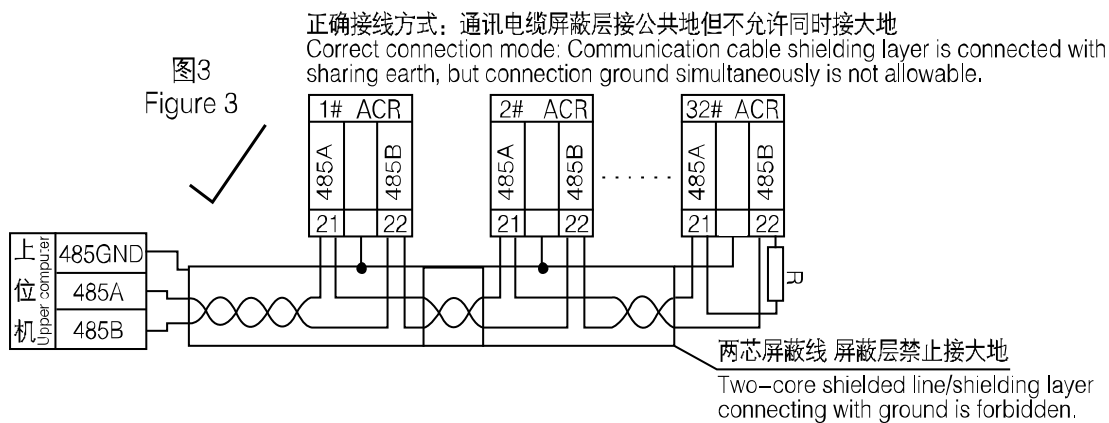 正确接线方式：通讯电缆屏蔽层接公共地但不允许同时接大地
Correct connection mode: Communication cable shielding layer is connected with
sharing earth, but connection ground simultaneously is not allowable.
图3
Figure 3
1# ACR
2# ACR
32# ACR
485A
485B
485A
485B
......
485A
485B
21
22
21
22
21
22
上位机
Upper computer
485GND
485A
485B
R
两芯屏蔽线 屏蔽层禁止接大地
Two-core shielded line/shielding layer
connecting with ground is forbidden.